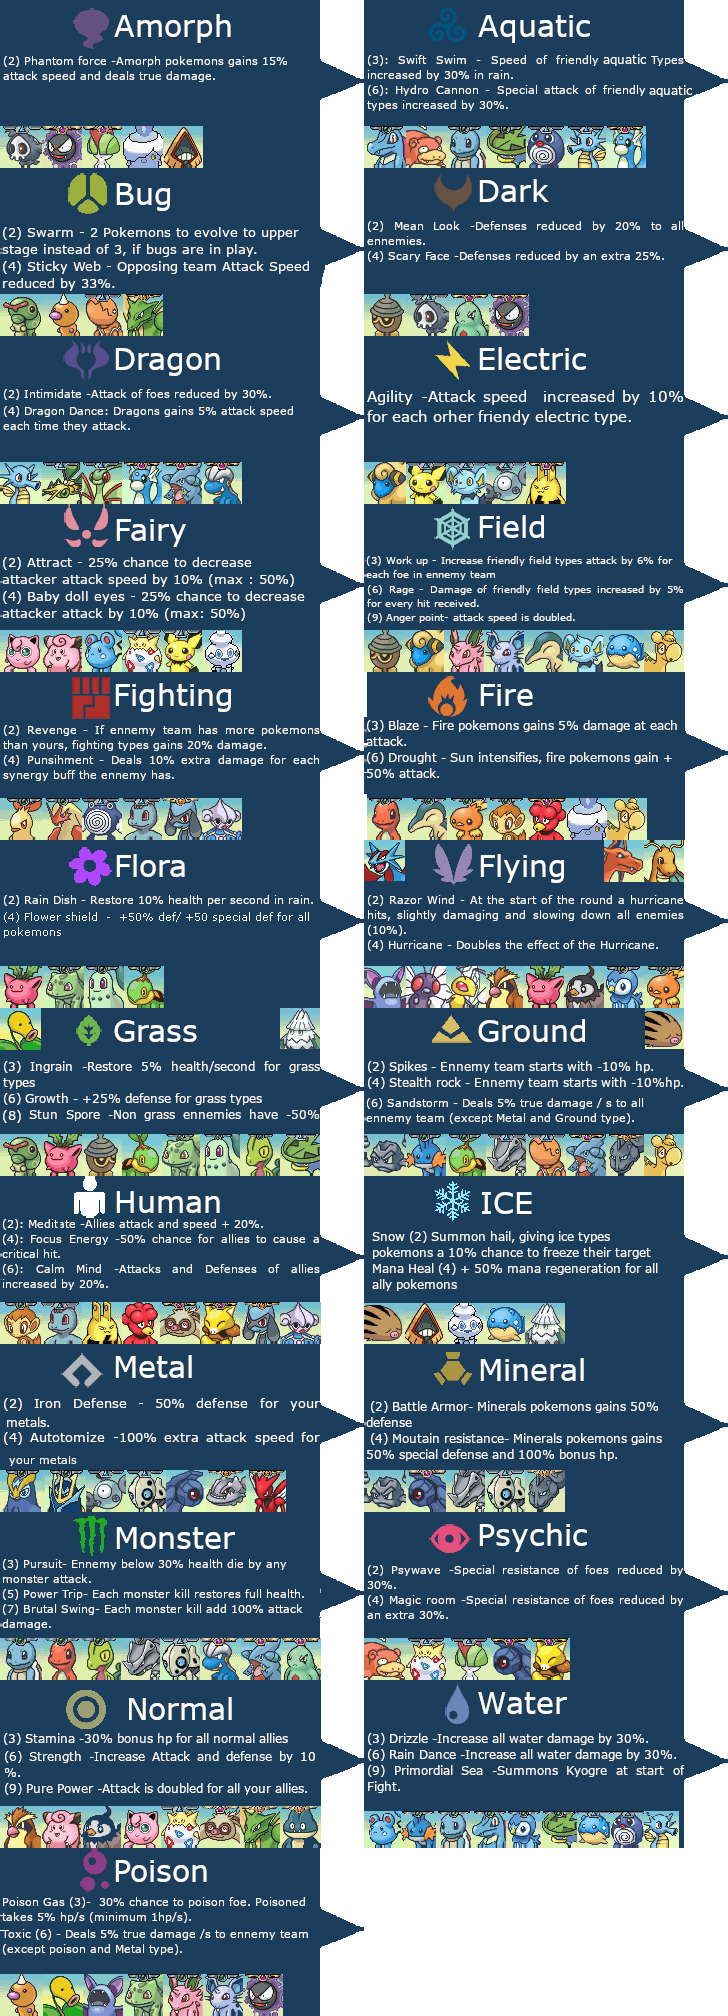 Amorph
(2) Phantom force -Amorph pokemons gains 15%
attack speed and deals true damage.
Aquatic
(3): Swift Swim - Speed of friendly aquatic Types
increased by 30% in rain.
(6): Hydro Cannon - Special attack of friendly aquatic
types increased by 30%.
Bug
(2) Swarm - 2 Pokemons to evolve to upper
stage instead of 3, if bugs are in play.
(4) Sticky Web - Opposing team Attack Speed
reduced by 33%.
Dark
(2) Mean Look -Defenses reduced by 20% to all
ennemies.
(4) Scary Face -Defenses reduced by an extra 25%.
Dragon
(2) Intimidate -Attack of foes reduced by 30%.
(4) Dragon Dance: Dragons gains 5% attack speed
each time they attack.
Electric
Agility -Attack speed increased by 10%
for each orher friendy electric type.
Fairy
(2) Attract - 25% chance to decrease
attacker attack speed by 10% (max : 50%)
(4) Baby doll eyes - 25% chance to decrease
attacker attack by 10% (max: 50%)
Field
(3) Work up - Increase friendly field types attack by 6% for
each foe in ennemy team
(6) Rage - Damage of friendly field types increased by 5%
for every hit received.
(9) Anger point- attack speed is doubled.
Fighting
(2) Revenge - If ennemy team has more pokemons
than yours, fighting types gains 20% damage.
(4) Punsihment - Deals 10% extra damage for each
synergy buff the ennemy has.
Fire
(3) Blaze - Fire pokemons gains 5% damage at each
attack.
(6) Drought - Sun intensifies, fire pokemons gain +
50% attack.
Flora
(2) Rain Dish - Restore 10% health per second in rain.
(4) Flower shield - +50% def/ +50 special def for all
pokemons
Flying
(2) Razor Wind - At the start of the round a hurricane
hits, slightly damaging and slowing down all enemies
(10%).
(4) Hurricane - Doubles the effect of the Hurricane.
Grass
(3) Ingrain -Restore 5% health/second for grass
types
(6) Growth - +25% defense for grass types
(8) Stun Spore -Non grass ennemies have -50%
Ground
(2) Spikes - Ennemy team starts with -10% hp.
(4) Stealth rock - Ennemy team starts with -10%hp.
(6) Sandstorm - Deals 5% true damage / s to all
ennemy team (except Metal and Ground type).
Human
(2): Meditate -Allies attack and speed + 20%.
(4): Focus Energy -50% chance for allies to cause a
critical hit.
(6): Calm Mind -Attacks and Defenses of allies
increased by 20%.
ICE
Snow (2) Summon hail, giving ice types
pokemons a 10% chance to freeze their target
Mana Heal (4) + 50% mana regeneration for all
ally pokemons
Metal
(2) Iron Defense - 50% defense for your
metals.
(4) Autotomize -100% extra attack speed for
your metals
Mineral
(2) Battle Armor- Minerals pokemons gains 50%
defense
(4) Moutain resistance- Minerals pokemons gains
50% special defense and 100% bonus hp.
Monster
(3) Pursuit- Ennemy below 30% health die by any
monster attack.
(5) Power Trip- Each monster kill restores full health.
(7) Brutal Swing- Each monster kill add 100% attack
damage.
Psychic
(2) Psywave -Special resistance of foes reduced by
30%.
(4) Magic room -Special resistance of foes reduced by
an extra 30%.
Normal
(3) Stamina -30% bonus hp for all normal allies
(6) Strength -Increase Attack and defense by 10
%.
(9) Pure Power -Attack is doubled for all your allies.
Water
(3) Drizzle -Increase all water damage by 30%.
(6) Rain Dance -Increase all water damage by 30%.
(9) Primordial Sea -Summons Kyogre at start of
Fight.
Poison
Poison Gas (3)- 30% chance to poison foe. Poisoned
takes 5% hp/s (minimum 1hp/s).
Toxic (6) - Deals 5% true damage /s to ennemy team
(except poison and Metal type).